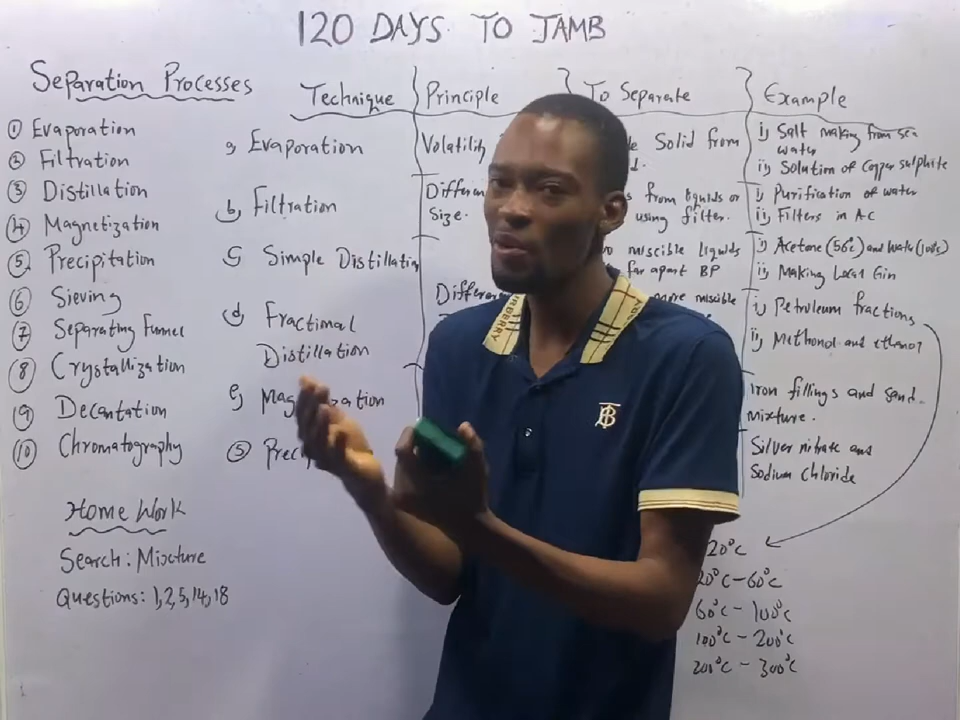 120 DAYS TO JAMB
Separation Processes
① Evaporation
② Filtration
③ Distillation
④ Magnetization
⑤ Precipitation
⑥ Sieving
⑦ Separating Funnel
⑧ Crystallization
⑨ Decantation
⑩ Chromatography
Home Work
Search: Mixture
Questions: 1,2,5,14,18
Technique
a) Evaporation
b) Filtration
c) Simple Distillation
d) Fractional
Distillation
e)
⑤
Principle
Volatility
Size.
To Separate
Solid from
from liquids or
using filter.
miscible liquids
far apart BP
miscible
Example
i) Salt making from sea
water
ii) Solution of Copper sulphite
i) Purification of water
ii) Filters in AC
i) Acetone (56°c) and water (100°c)
ii) Making Local Gin
i) Petroleum fractions
ii) Methanol and ethanol
Iron fillings and sand
mixture.
Silver nitrate and
Sodium Chloride
20°C
20°C - 60°C
60°C - 100°C
100°C - 200°C
200°C - 300°C